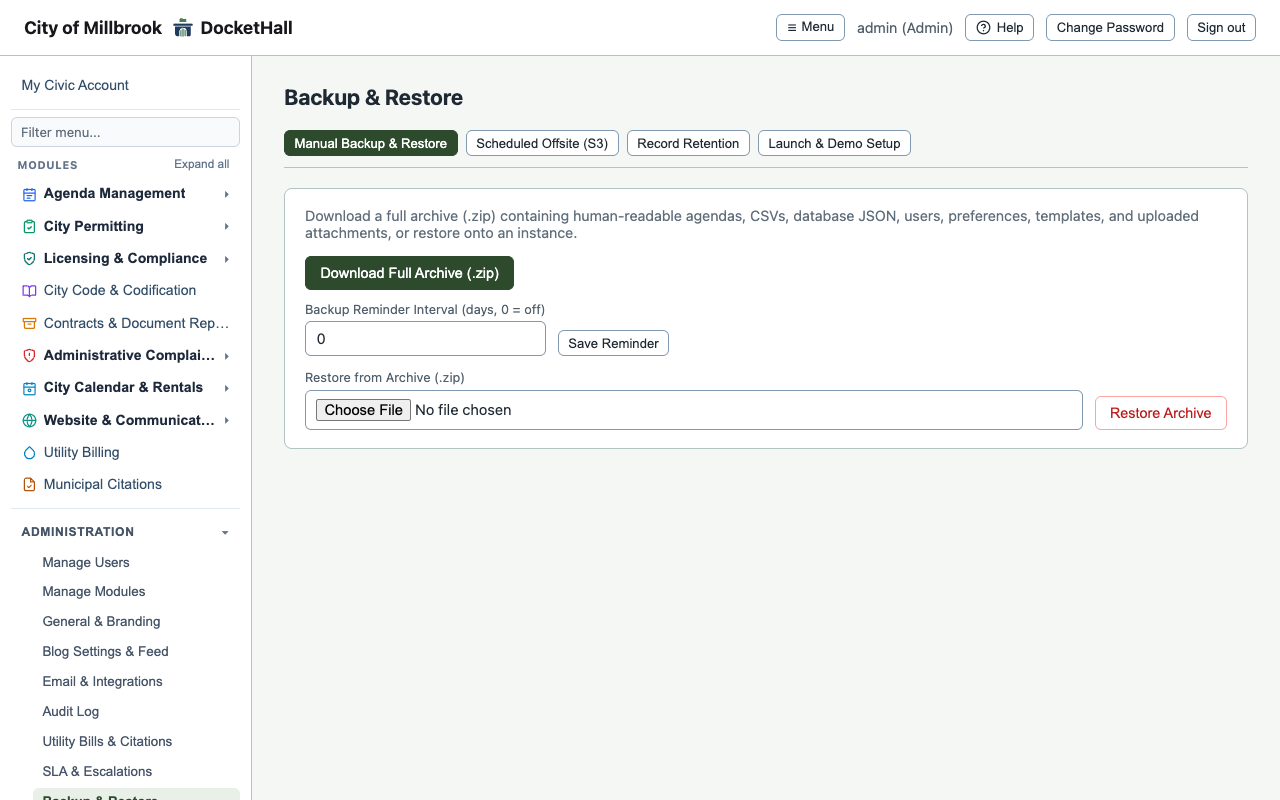 City of Millbrook DocketHall
≡ Menu
admin (Admin)
Help
Change Password
Sign out
My Civic Account
Filter menu...
MODULES
Expand all
Agenda Management
City Permitting
Licensing & Compliance
City Code & Codification
Contracts & Document Rep…
Administrative Complai…
City Calendar & Rentals
Website & Communicat…
Utility Billing
Municipal Citations
ADMINISTRATION
Manage Users
Manage Modules
General & Branding
Blog Settings & Feed
Email & Integrations
Audit Log
Utility Bills & Citations
SLA & Escalations
Backup & Restore
Backup & Restore
Manual Backup & Restore
Scheduled Offsite (S3)
Record Retention
Launch & Demo Setup
Download a full archive (.zip) containing human-readable agendas, CSVs, database JSON, users, preferences, templates, and uploaded
attachments, or restore onto an instance.
Download Full Archive (.zip)
Backup Reminder Interval (days, 0 = off)
0
Save Reminder
Restore from Archive (.zip)
Choose File No file chosen
Restore Archive